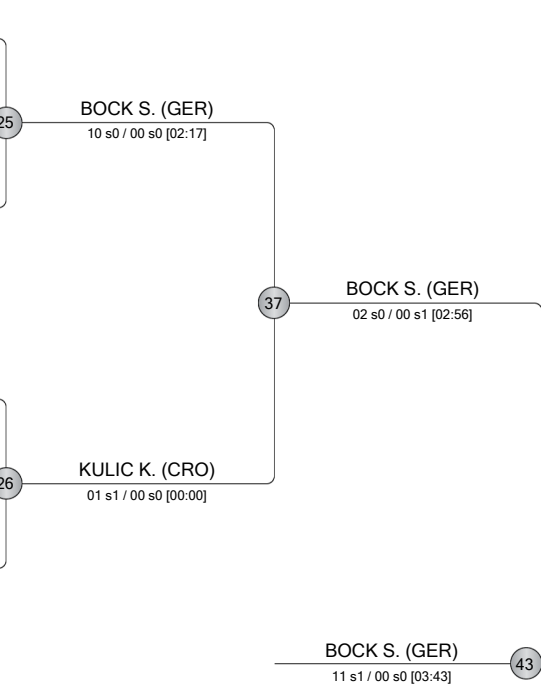 BOCK S. (GER)
25
10 s0 / 00 s0 [02:17]
BOCK S. (GER)
37
02 s0 / 00 s1 [02:56]
KULIC K. (CRO)
26
01 s1 / 00 s0 [00:00]
BOCK S. (GER)
43
11 s1 / 00 s0 [03:43]